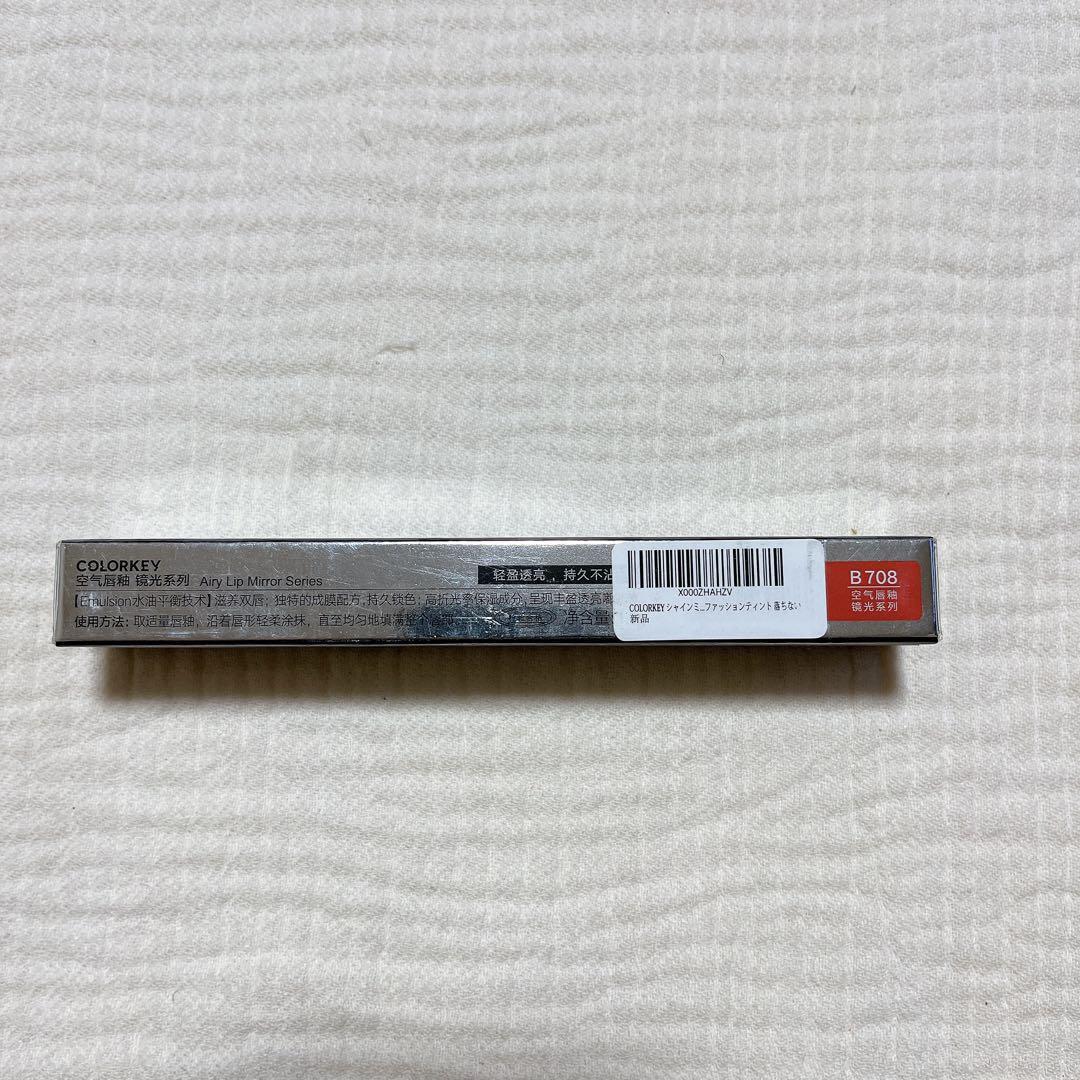 COLORKEY
空气唇釉 镜光系列 Airy Lip Mirror Series
轻盈透亮，持久不沾
【Emulsion水油平衡技术】滋养双唇；独特的成膜配方，持久锁色；高折光率保湿成分，呈现丰盈透亮
使用方法：取适量唇釉，沿着唇形轻柔涂抹，直至均匀地填满整个唇部
净含量
X000ZHAHZV
COLORKEY シャインミ...ファッションティント 落ちない
新品
B 708
空气唇釉
镜光系列